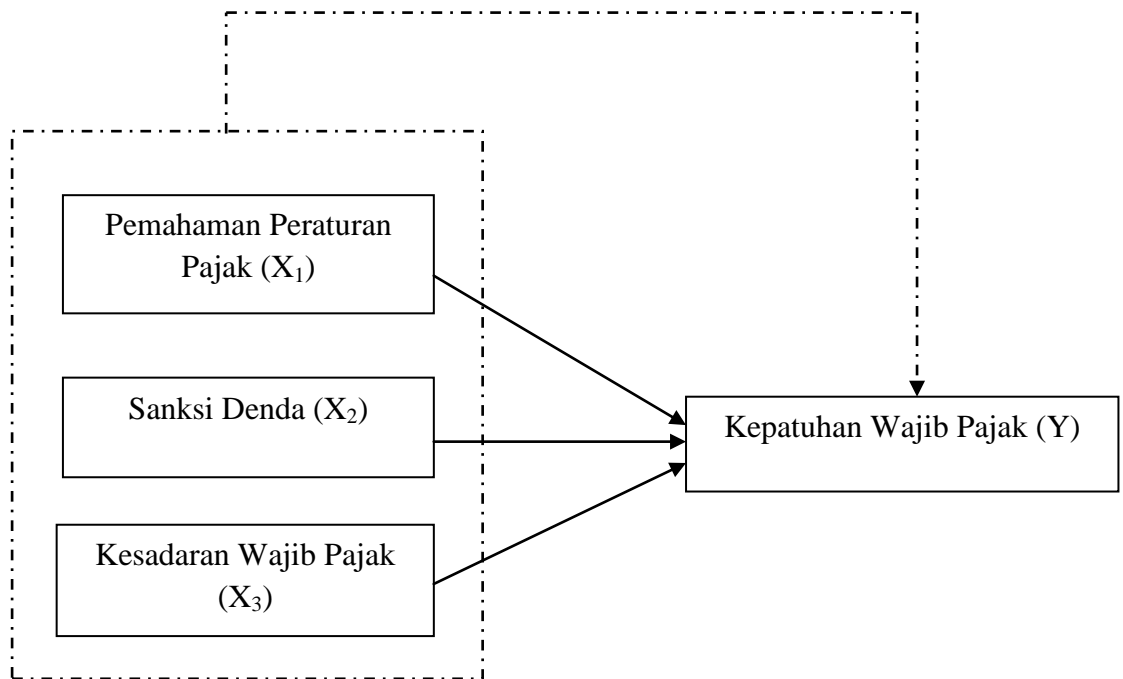 Pemahaman Peraturan
Pajak (X₁)
Sanksi Denda (X₂)
Kepatuhan Wajib Pajak (Y)
Kesadaran Wajib Pajak
(X₃)